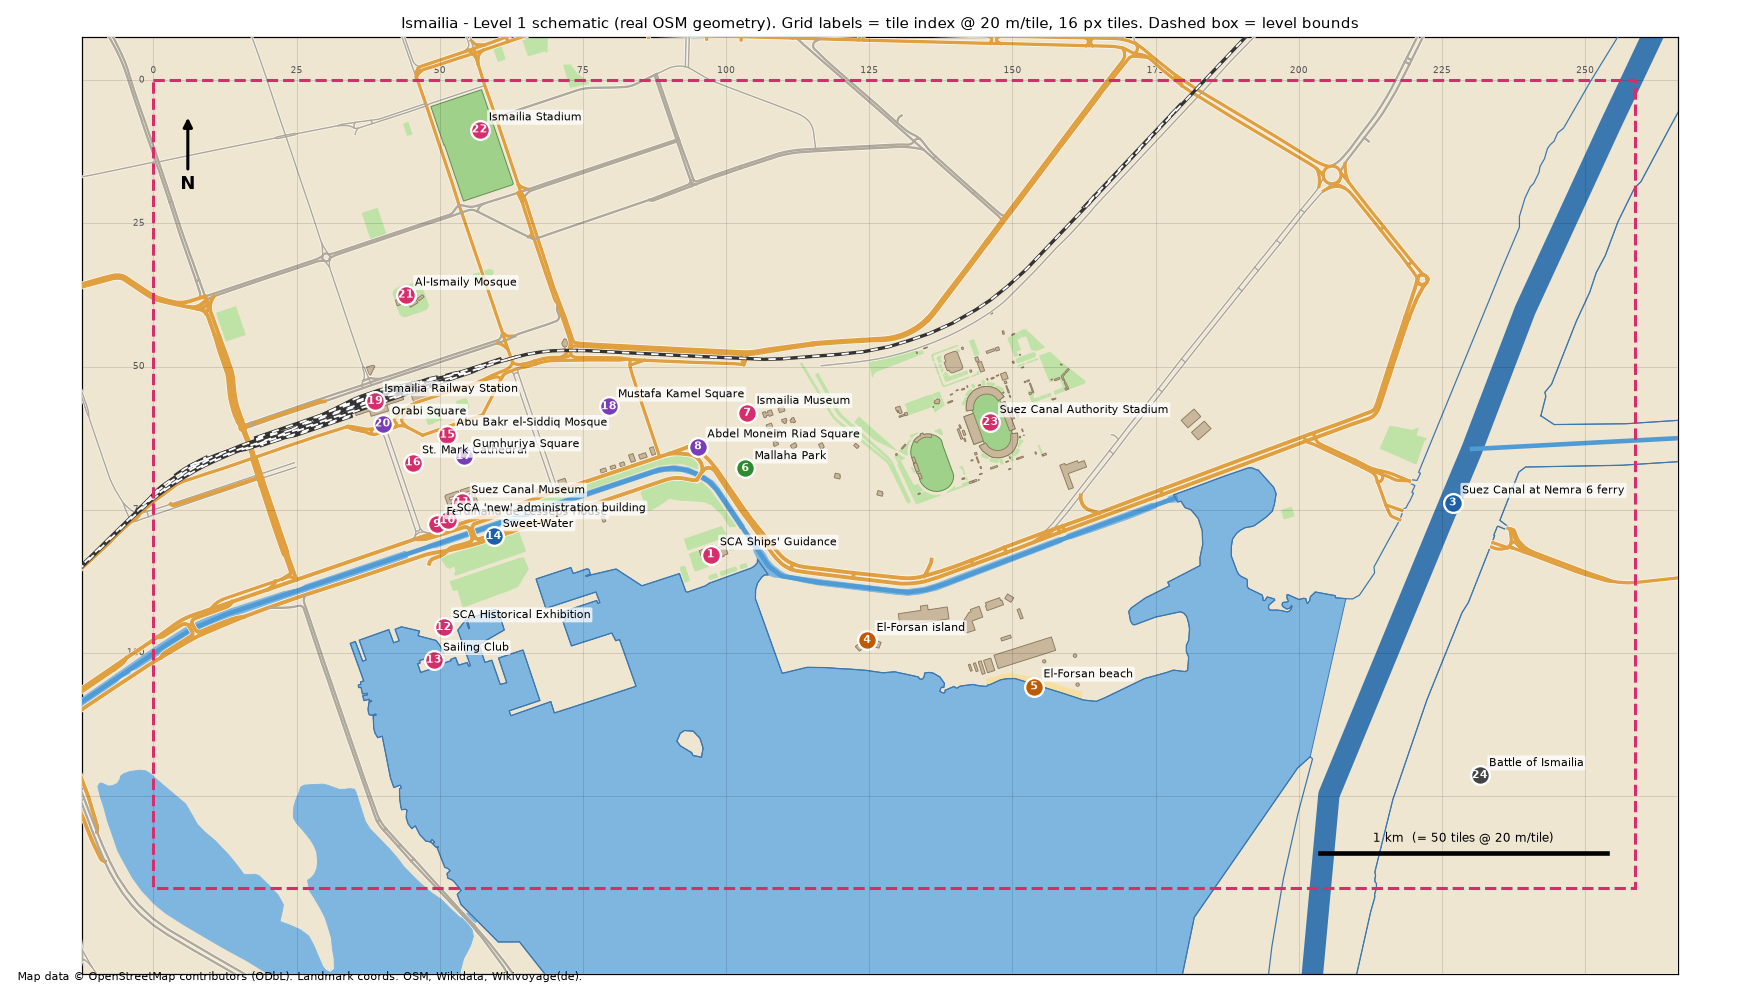 Ismailia - Level 1 schematic (real OSM geometry). Grid labels = tile index @ 20 m/tile, 16 px tiles. Dashed box = level bounds
0 25 50 75 100 125 150 175 200 225 250
0
N
22 Ismailia Stadium
25
21 Al-Ismaily Mosque
50
19 Ismailia Railway Station
18 Mustafa Kamel Square
7 Ismailia Museum
23 Suez Canal Authority Stadium
20 Orabi Square
15 Abu Bakr el-Siddiq Mosque
8 Abdel Moneim Riad Square
Gumhuriya Square
16 St. Mark Cathedral
6 Mallaha Park
Suez Canal Museum
3 Suez Canal at Nemra 6 ferry
9
10 SCA 'new' administration building
14 Sweet-Water
1 SCA Ships' Guidance
12 SCA Historical Exhibition
4 El-Forsan island
13 Sailing Club
5 El-Forsan beach
24 Battle of Ismailia
1 km (= 50 tiles @ 20 m/tile)
Map data © OpenStreetMap contributors (ODbL). Landmark coords: OSM, Wikidata, Wikivoyage(de).